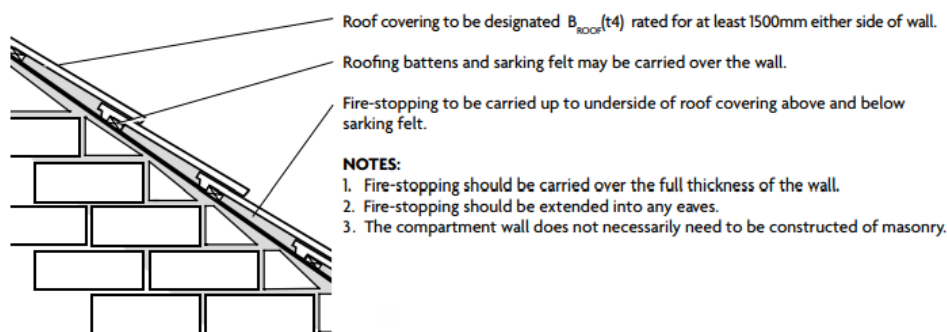 Roof covering to be designated B_ROOF(t4) rated for at least 1500mm either side of wall.
Roofing battens and sarking felt may be carried over the wall.
Fire-stopping to be carried up to underside of roof covering above and below
sarking felt.
NOTES:
1. Fire-stopping should be carried over the full thickness of the wall.
2. Fire-stopping should be extended into any eaves.
3. The compartment wall does not necessarily need to be constructed of masonry.